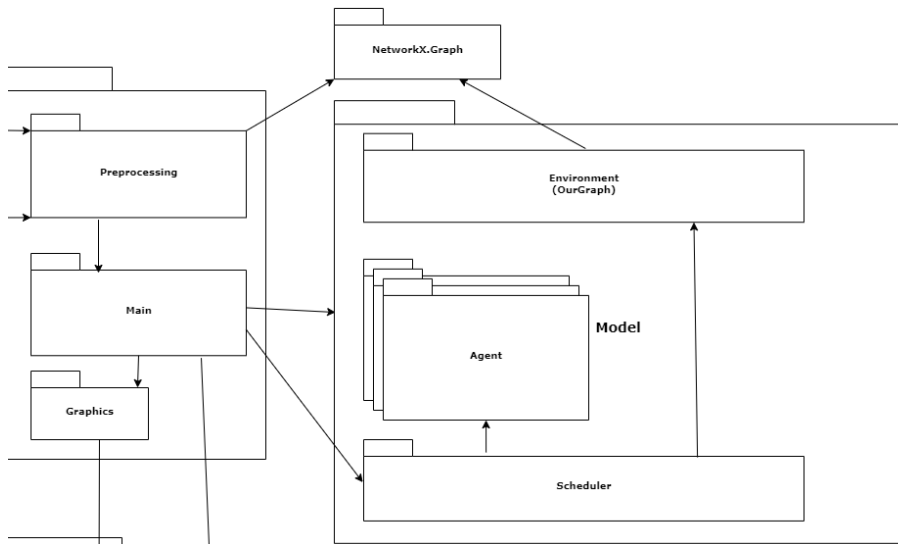 NetworkX.Graph
Preprocessing
Environment
(OurGraph)
Main
Model
Agent
Graphics
Scheduler